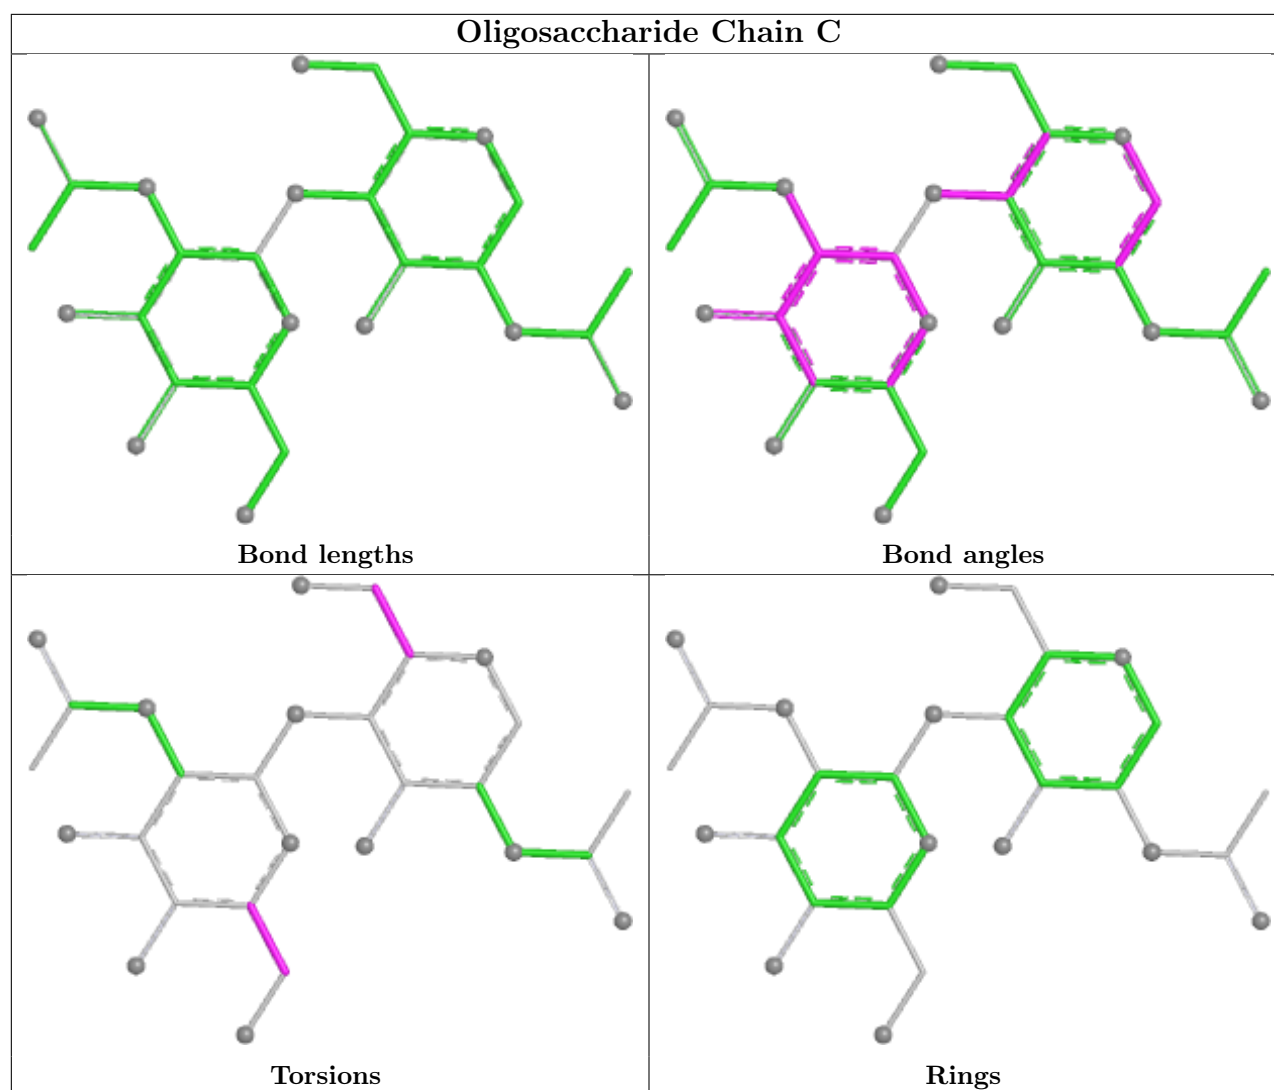 Oligosaccharide Chain C
Bond lengths
Bond angles
Torsions
Rings